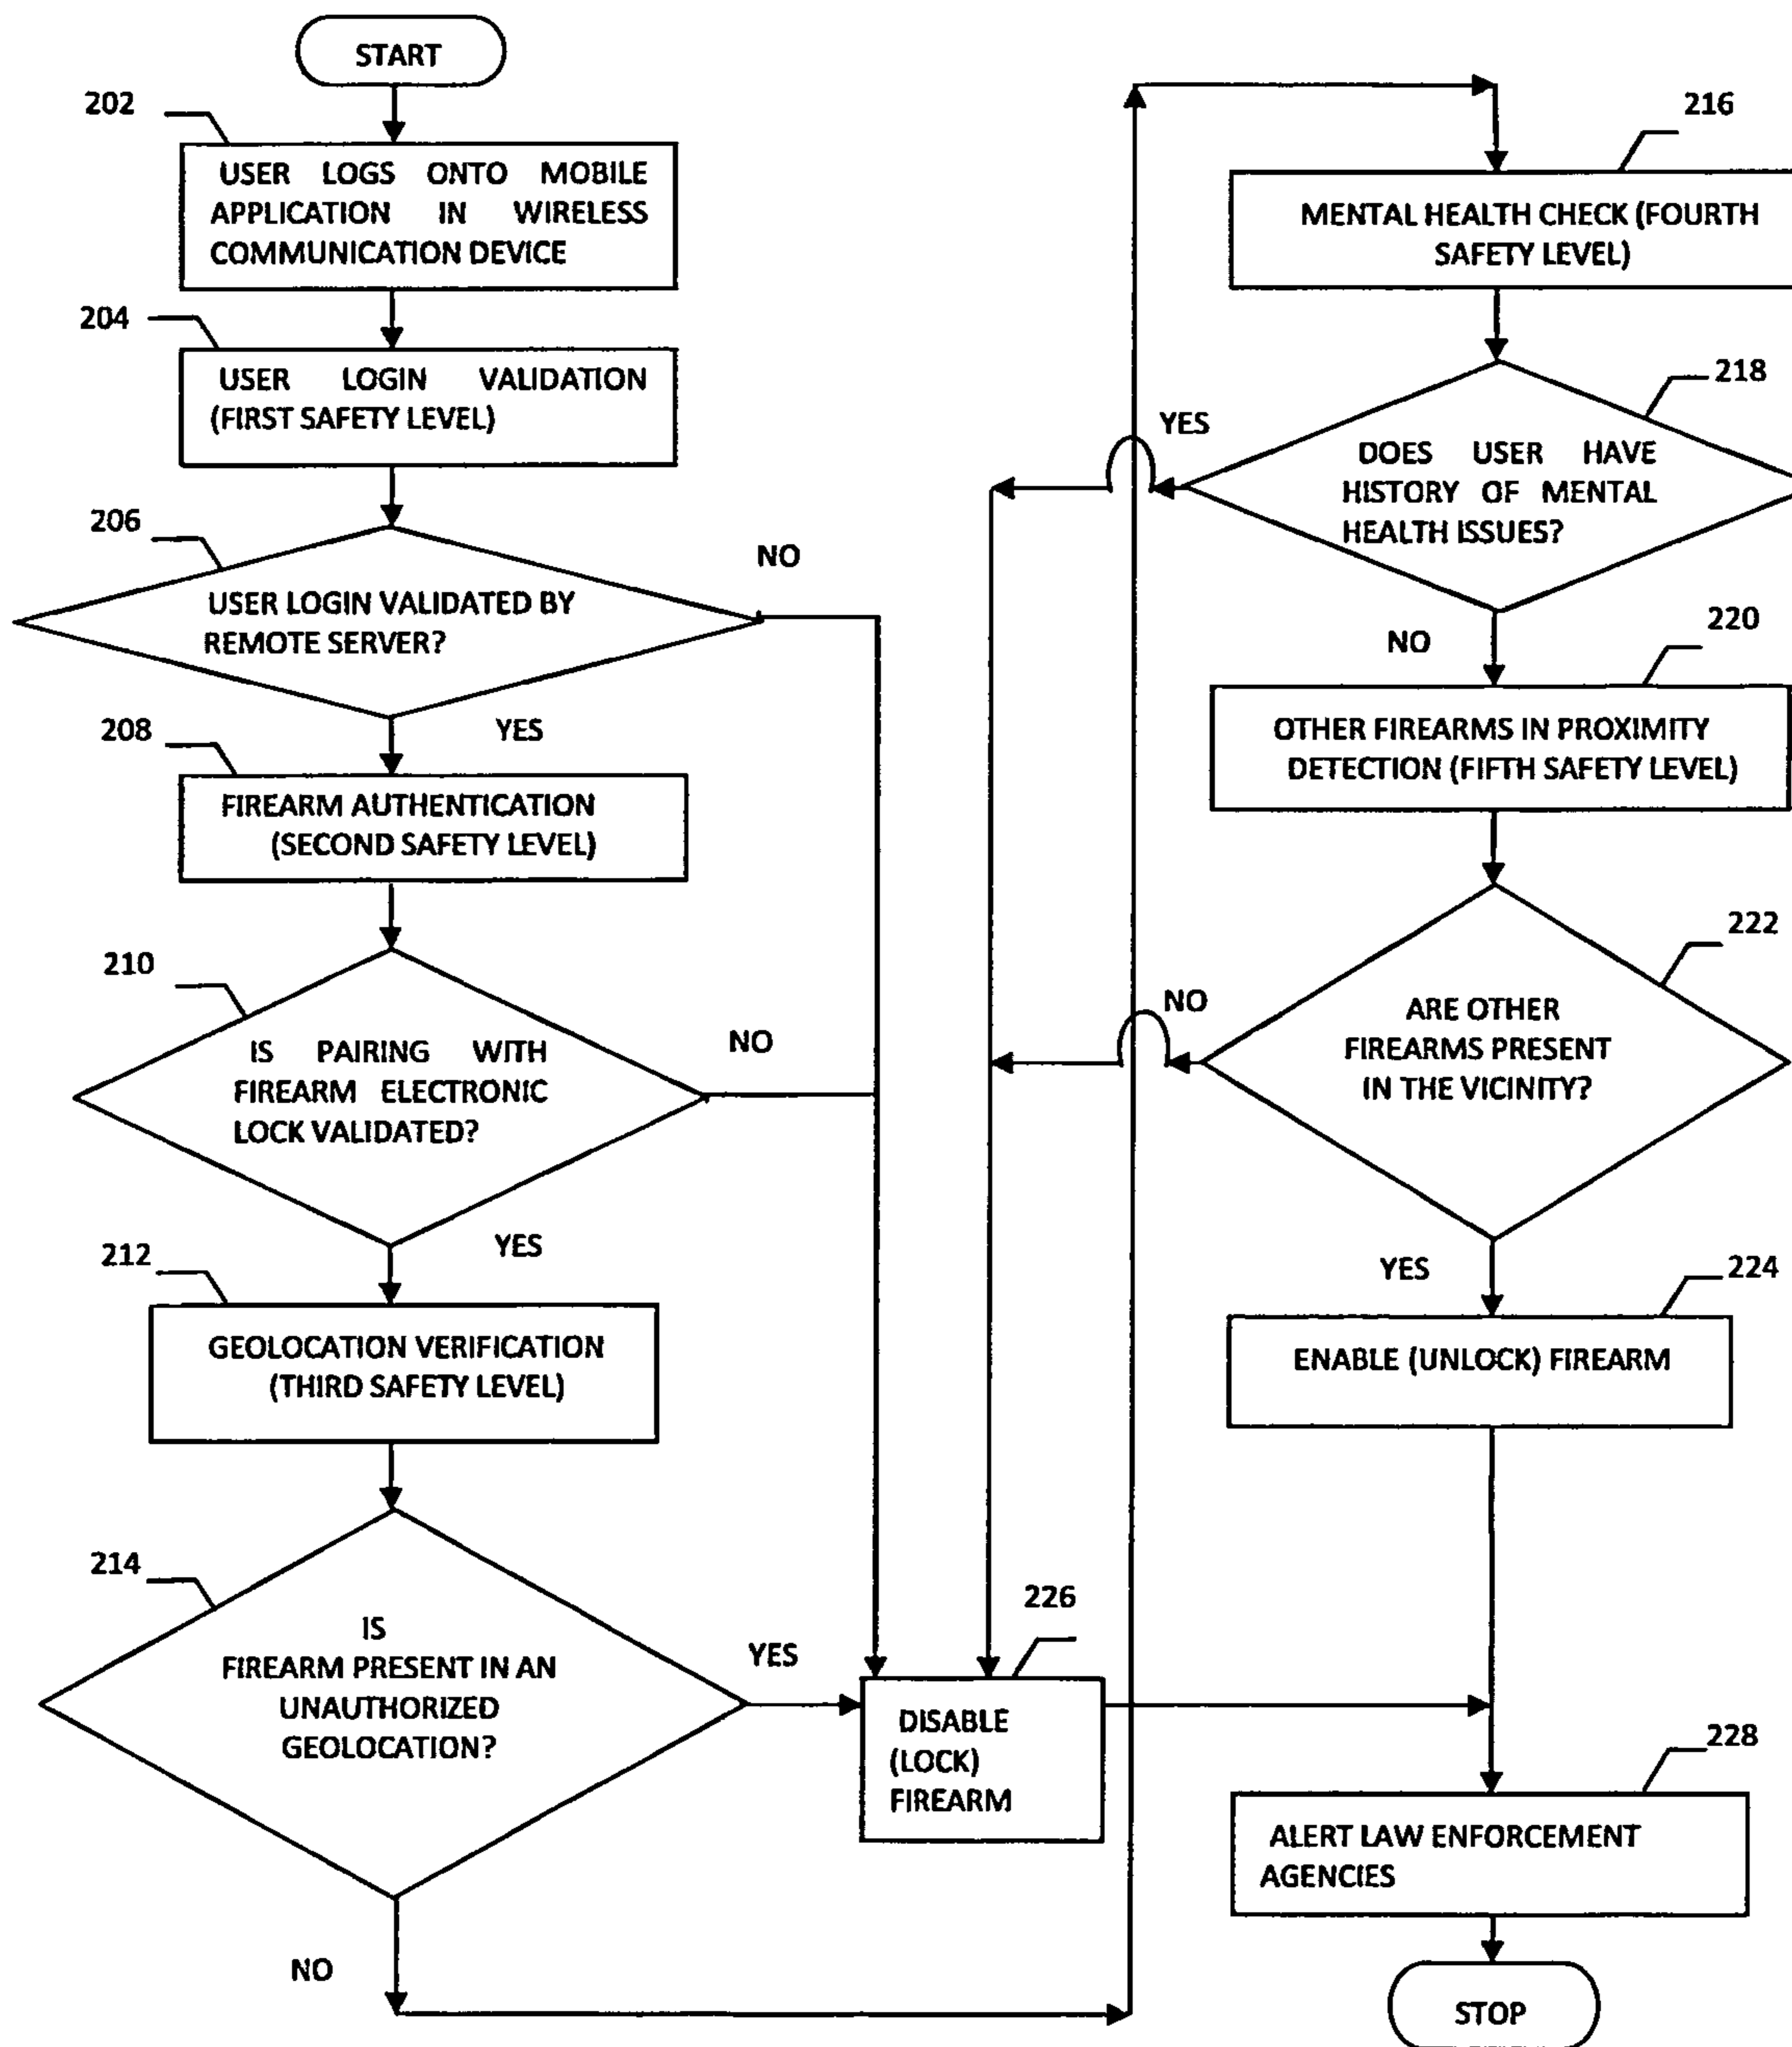 START
202
USER LOGS ONTO MOBILE
APPLICATION IN WIRELESS
COMMUNICATION DEVICE
204
USER LOGIN VALIDATION
(FIRST SAFETY LEVEL)
206
USER LOGIN VALIDATED BY
REMOTE SERVER?
NO
YES
208
FIREARM AUTHENTICATION
(SECOND SAFETY LEVEL)
210
IS PAIRING WITH
FIREARM ELECTRONIC
LOCK VALIDATED?
NO
YES
212
GEOLOCATION VERIFICATION
(THIRD SAFETY LEVEL)
214
IS
FIREARM PRESENT IN AN
UNAUTHORIZED
GEOLOCATION?
YES
NO
226
DISABLE
(LOCK)
FIREARM
216
MENTAL HEALTH CHECK (FOURTH
SAFETY LEVEL)
218
YES
DOES USER HAVE
HISTORY OF MENTAL
HEALTH ISSUES?
NO
220
OTHER FIREARMS IN PROXIMITY
DETECTION (FIFTH SAFETY LEVEL)
222
NO
ARE OTHER
FIREARMS PRESENT
IN THE VICINITY?
YES
224
ENABLE (UNLOCK) FIREARM
228
ALERT LAW ENFORCEMENT
AGENCIES
STOP